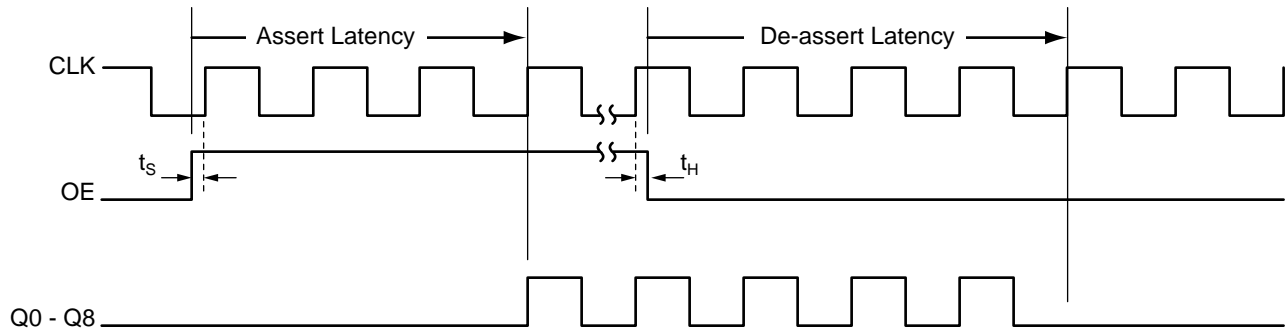 Assert Latency
De-assert Latency
CLK
tS
tH
OE
Q0 - Q8